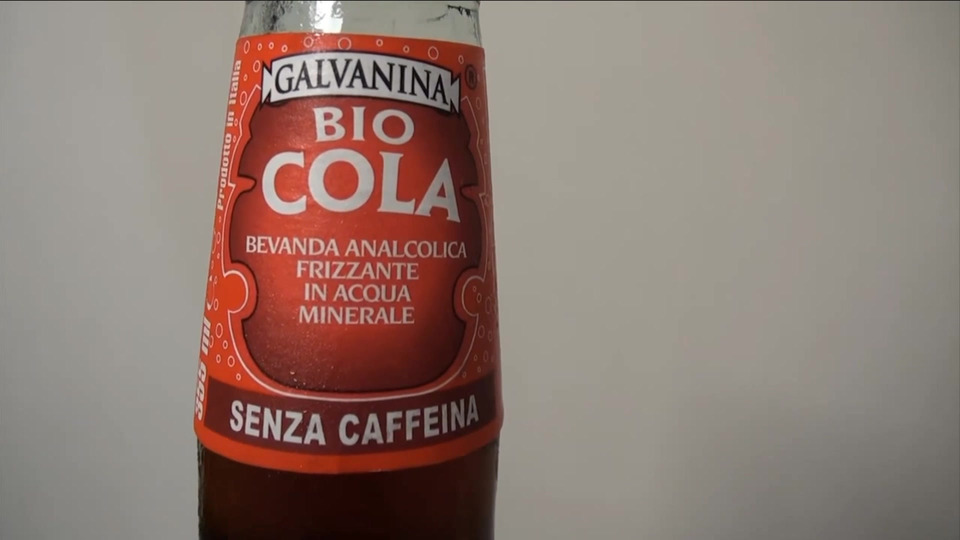 GALVANINA
®
BIO
COLA
BEVANDA ANALCOLICA
FRIZZANTE
IN ACQUA
MINERALE
SENZA CAFFEINA
Prodotto in Italia